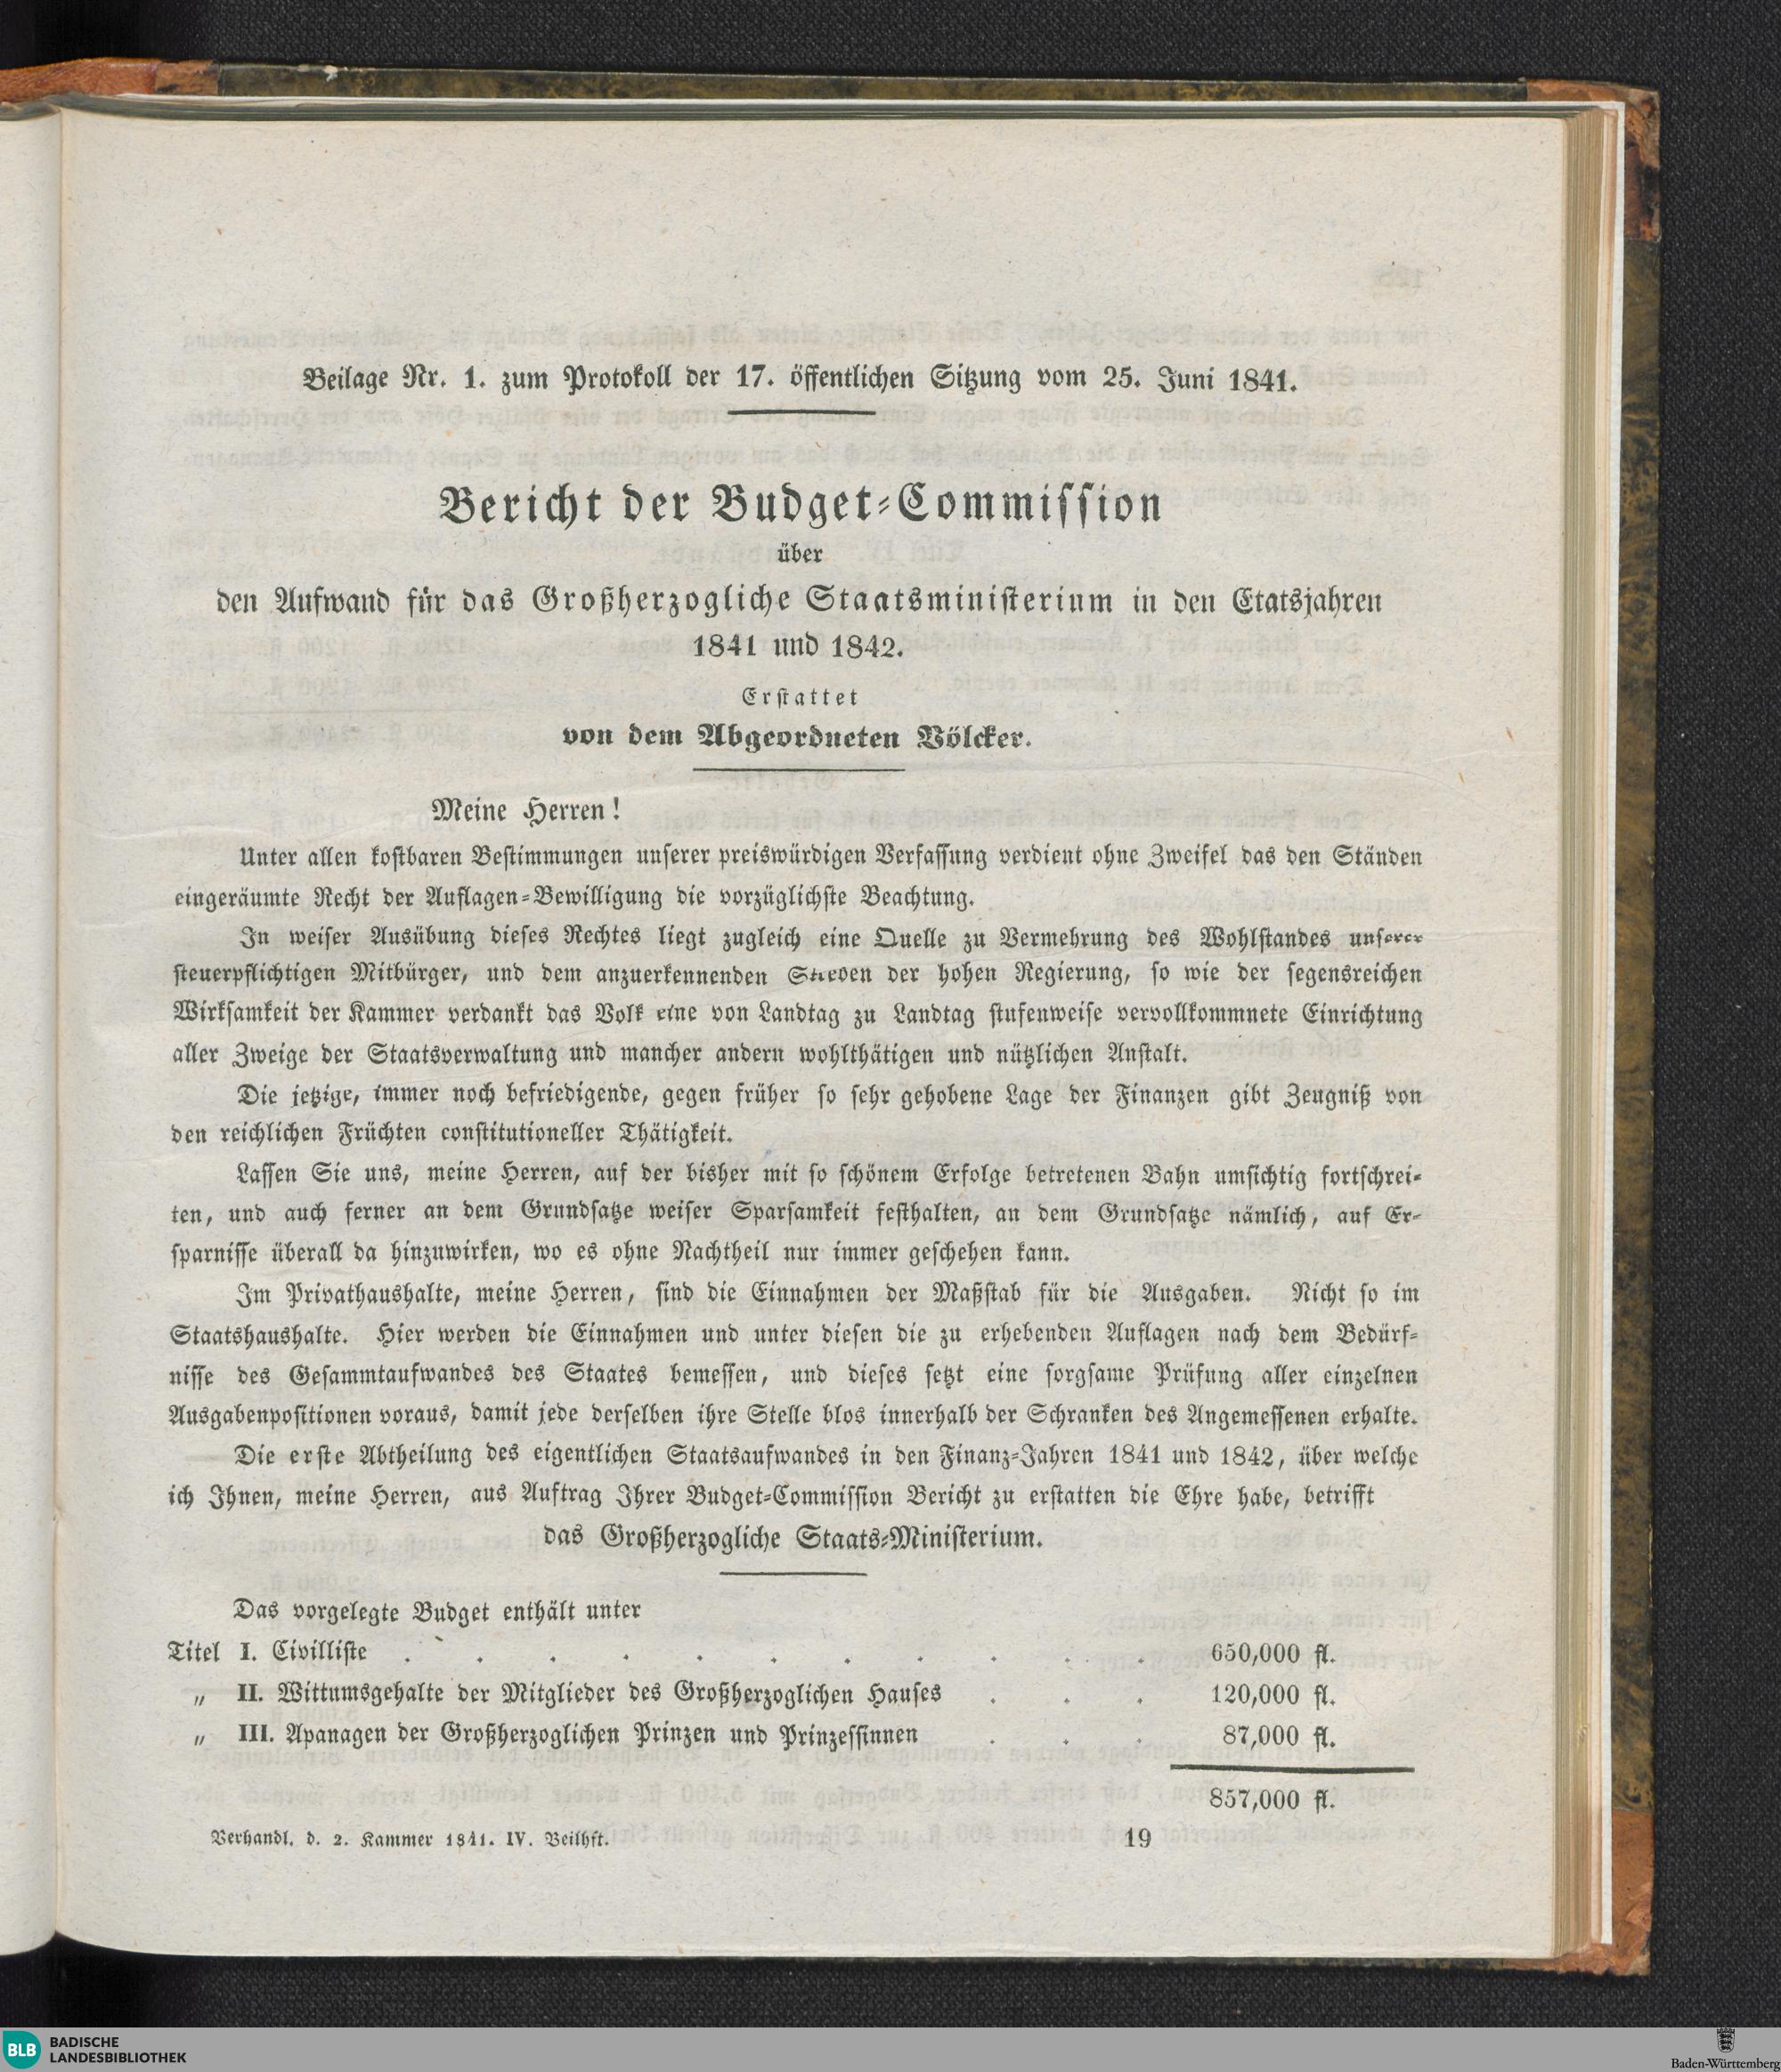 Beilage Nr. 1. zum Protokoll der 17. öffentlichen Sitzung vom 25. Juni 1841.
Bericht der Budget-Commission
über
den Aufwand für das Großherzogliche Staatsministerium in den Etatsjahren
1841 und 1842.
Erstattet
von dem Abgeordneten Völcker.
Meine Herren!
Unter allen kostbaren Bestimmungen unserer preiswürdigen Verfassung verdient ohne Zweifel das den Ständen
eingeräumte Recht der Auflagen-Bewilligung die vorzüglichste Beachtung.
In weiser Ausübung dieses Rechtes liegt zugleich eine Quelle zu Vermehrung des Wohlstandes unserer
steuerpflichtigen Mitbürger, und dem anzuerkennenden Streben der hohen Regierung, so wie der segensreichen
Wirksamkeit der Kammer verdankt das Volk eine von Landtag zu Landtag stufenweise vervollkommnete Einrichtung
aller Zweige der Staatsverwaltung und mancher andern wohlthätigen und nützlichen Anstalt.
Die jetzige, immer noch befriedigende, gegen früher so sehr gehobene Lage der Finanzen gibt Zeugniß von
den reichlichen Früchten constitutioneller Thätigkeit.
Lassen Sie uns, meine Herren, auf der bisher mit so schönem Erfolge betretenen Bahn umsichtig fortschrei-
ten, und auch ferner an dem Grundsatze weiser Sparsamkeit festhalten, an dem Grundsatze nämlich, auf Er-
sparnisse überall da hinzuwirken, wo es ohne Nachtheil nur immer geschehen kann.
Im Privathaushalte, meine Herren, sind die Einnahmen der Maßstab für die Ausgaben. Nicht so im
Staatshaushalte. Hier werden die Einnahmen und unter diesen die zu erhebenden Auflagen nach dem Bedürf-
nisse des Gesammtaufwandes des Staates bemessen, und dieses setzt eine sorgsame Prüfung aller einzelnen
Ausgabenpositionen voraus, damit jede derselben ihre Stelle blos innerhalb der Schranken des Angemessenen erhalte.
Die erste Abtheilung des eigentlichen Staatsaufwandes in den Finanz-Jahren 1841 und 1842, über welche
ich Ihnen, meine Herren, aus Auftrag Ihrer Budget-Commission Bericht zu erstatten die Ehre habe, betrifft
das Großherzogliche Staats-Ministerium.
Das vorgelegte Budget enthält unter
Titel I. Civilliste . . . . . . . . . . . 650,000 fl.
„ II. Wittumsgehalte der Mitglieder des Großherzoglichen Hauses . . . 120,000 fl.
„ III. Apanagen der Großherzoglichen Prinzen und Prinzessinnen . . . 87,000 fl.
857,000 fl.
Verhandl. d. 2. Kammer 1841. IV. Beilhft. 19
BLB BADISCHE
LANDESBIBLIOTHEK
Baden-Württemberg